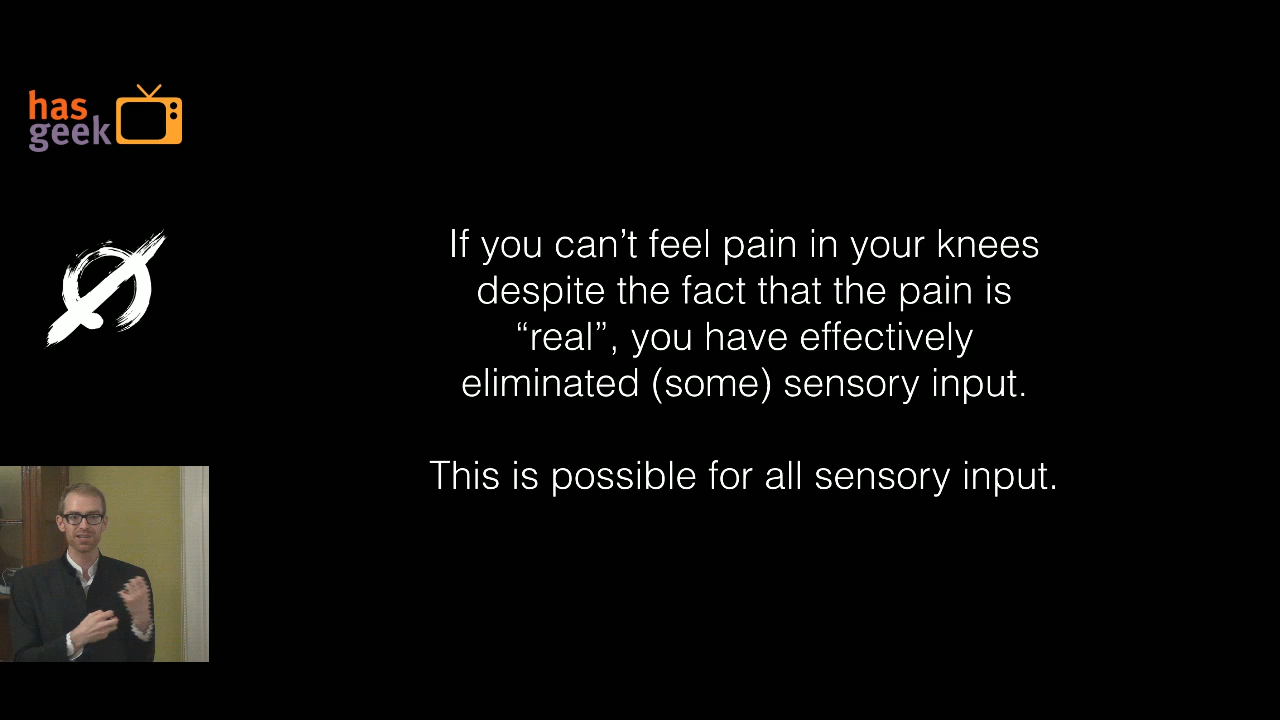 has
geek
If you can’t feel pain in your knees
despite the fact that the pain is
“real”, you have effectively
eliminated (some) sensory input.
This is possible for all sensory input.